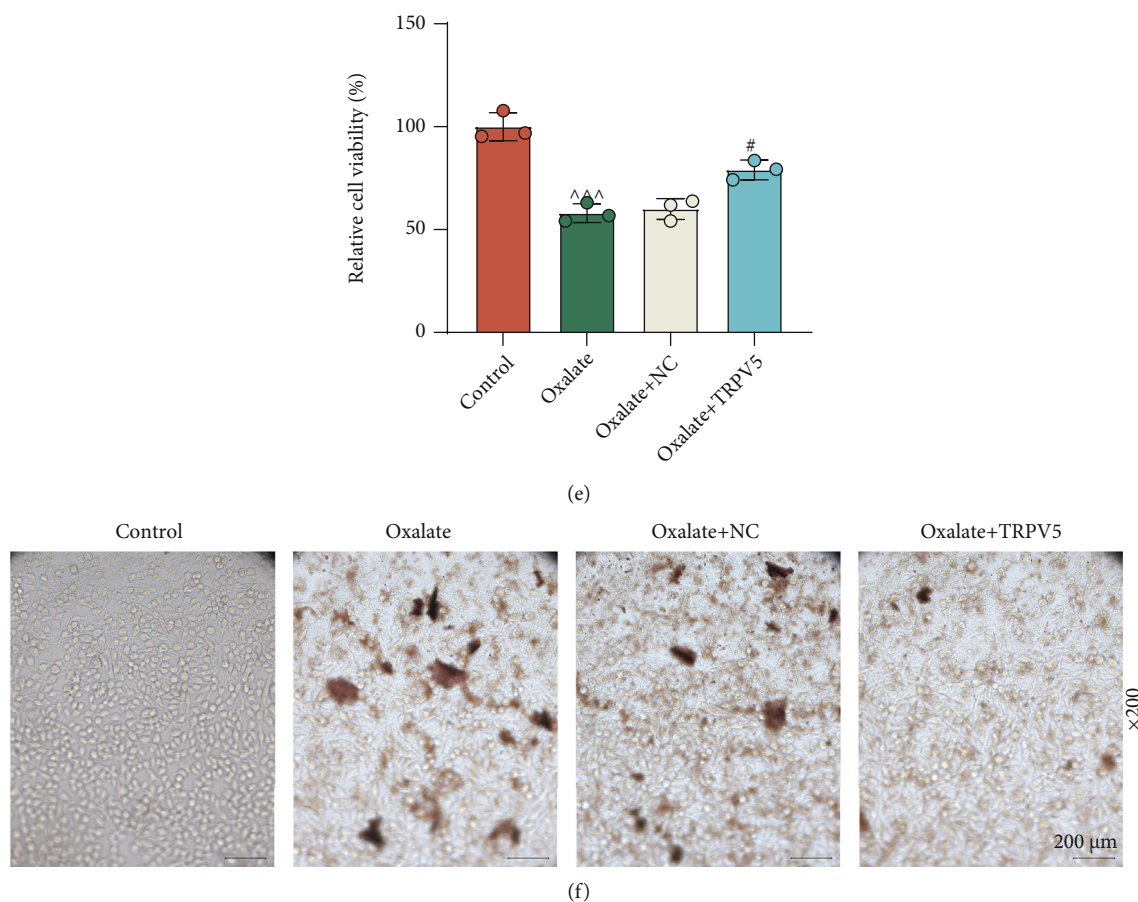 150
100
50
0
Relative cell viability (%)
^^^
#
Control
Oxalate
Oxalate+NC
Oxalate+TRPV5
(e)
Control
Oxalate
Oxalate+NC
Oxalate+TRPV5
×200
200 µm
(f)